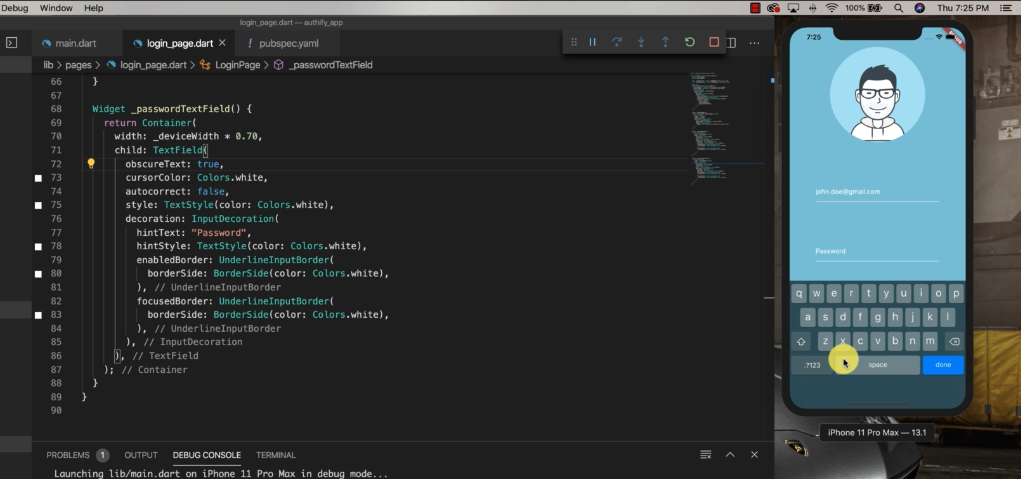 Debug Window Help
100% Thu 7:25 PM
login_page.dart — authify_app
main.dart login_page.dart × ! pubspec.yaml
lib > pages > login_page.dart > LoginPage > _passwordTextField
66 }
67
68 Widget _passwordTextField() {
69 return Container(
70 width: _deviceWidth * 0.70,
71 child: TextField(
72 obscureText: true,
73 cursorColor: Colors.white,
74 autocorrect: false,
75 style: TextStyle(color: Colors.white),
76 decoration: InputDecoration(
77 hintText: "Password",
78 hintStyle: TextStyle(color: Colors.white),
79 enabledBorder: UnderlineInputBorder(
80 borderSide: BorderSide(color: Colors.white),
81 ), // UnderlineInputBorder
82 focusedBorder: UnderlineInputBorder(
83 borderSide: BorderSide(color: Colors.white),
84 ), // UnderlineInputBorder
85 ), // InputDecoration
86 ), // TextField
87 ); // Container
88 }
89 }
90
PROBLEMS 1 OUTPUT DEBUG CONSOLE TERMINAL
Launching lib/main.dart on iPhone 11 Pro Max in debug mode...
7:25
john.doe@gmail.com
Password
q w e r t y u i o p
a s d f g h j k l
z x c v b n m
.?123 space done
iPhone 11 Pro Max — 13.1